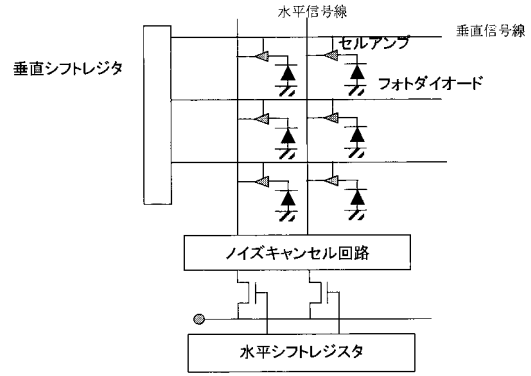 水平信号線
垂直信号線
セルアンプ
垂直シフトレジタ
フォトダイオード
ノイズキャンセル回路
水平シフトレジスタ